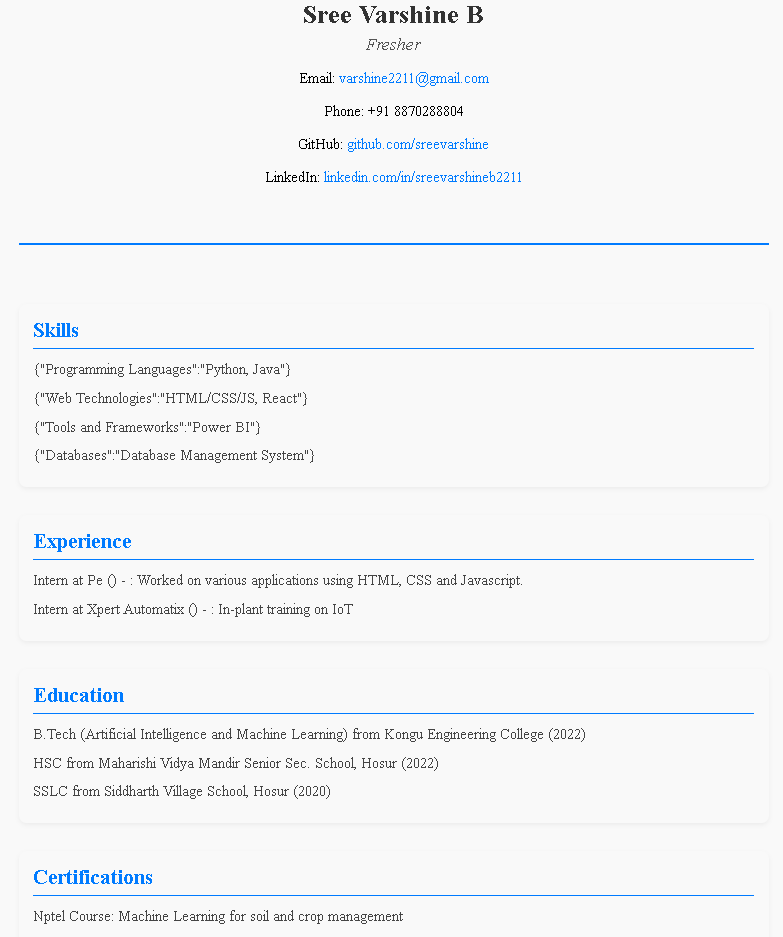 Sree Varshine B
Fresher
Email: varshine2211@gmail.com
Phone: +91 8870288804
GitHub: github.com/sreevarshine
LinkedIn: linkedin.com/in/sreevarshineb2211
Skills
{"Programming Languages":"Python, Java"}
{"Web Technologies":"HTML/CSS/JS, React"}
{"Tools and Frameworks":"Power BI"}
{"Databases":"Database Management System"}
Experience
Intern at Pe () - : Worked on various applications using HTML, CSS and Javascript.
Intern at Xpert Automatix () - : In-plant training on IoT
Education
B.Tech (Artificial Intelligence and Machine Learning) from Kongu Engineering College (2022)
HSC from Maharishi Vidya Mandir Senior Sec. School, Hosur (2022)
SSLC from Siddharth Village School, Hosur (2020)
Certifications
Nptel Course: Machine Learning for soil and crop management